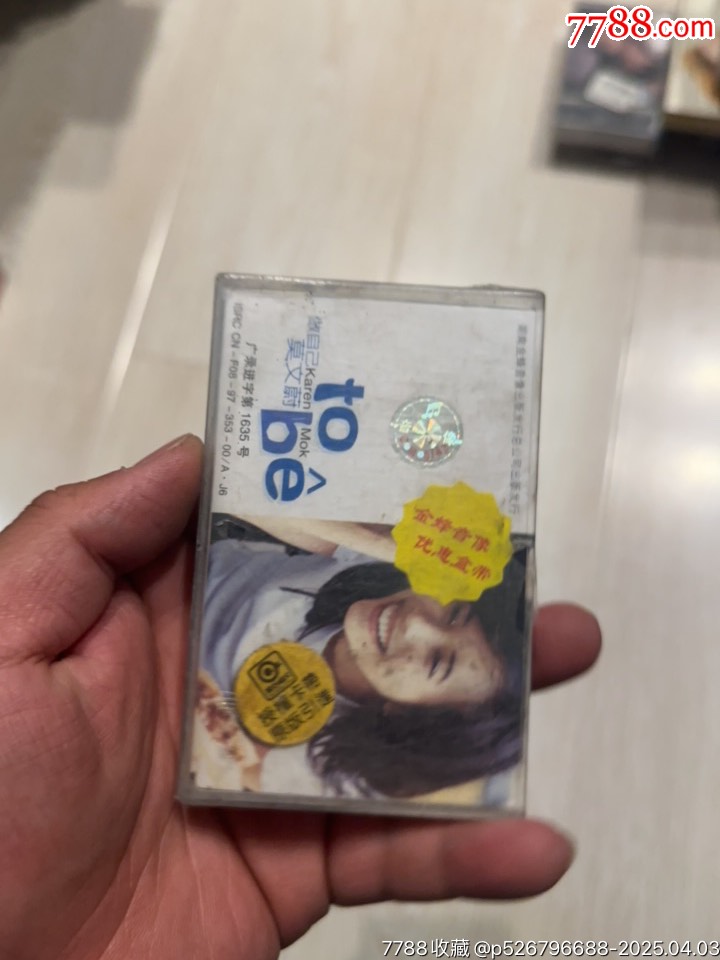 7788.com
做自己 Karen Mok
莫文蔚
to
bê
广录进字第 1635 号
ISRC CN-F08-97-353-00/A·J6
金蜂音像
优惠直带
7788收藏 @p526796688-2025.04.03